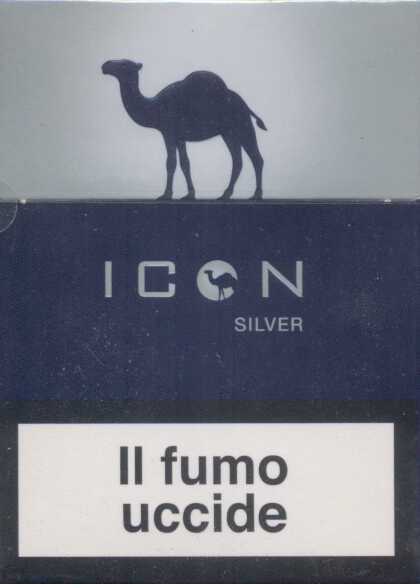 ICON
SILVER
Il fumo
uccide